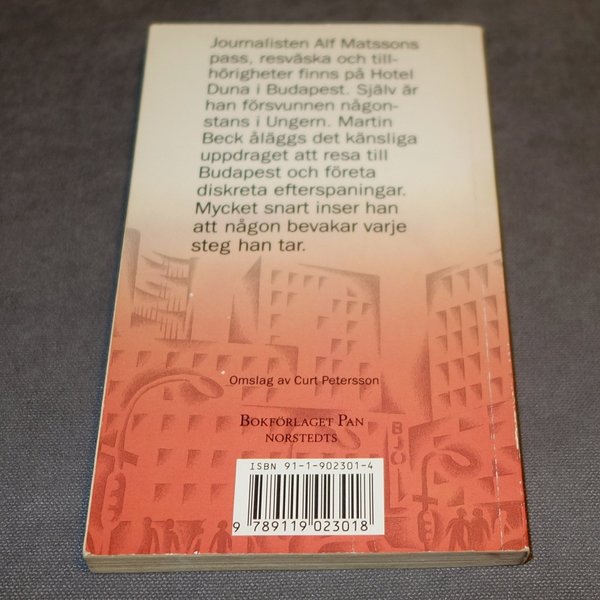 Journalisten Alf Matssons
pass, resväska och till-
hörigheter finns på Hotel
Duna i Budapest. Själv är
han försvunnen någon-
stans i Ungern. Martin
Beck åläggs det känsliga
uppdraget att resa till
Budapest och företa
diskreta efterspaningar.
Mycket snart inser han
att någon bevakar varje
steg han tar.
Omslag av Curt Petersson
BOKFÖRLAGET PAN
NORSTEDTS
ISBN 91-1-902301-4
9 789119 023018